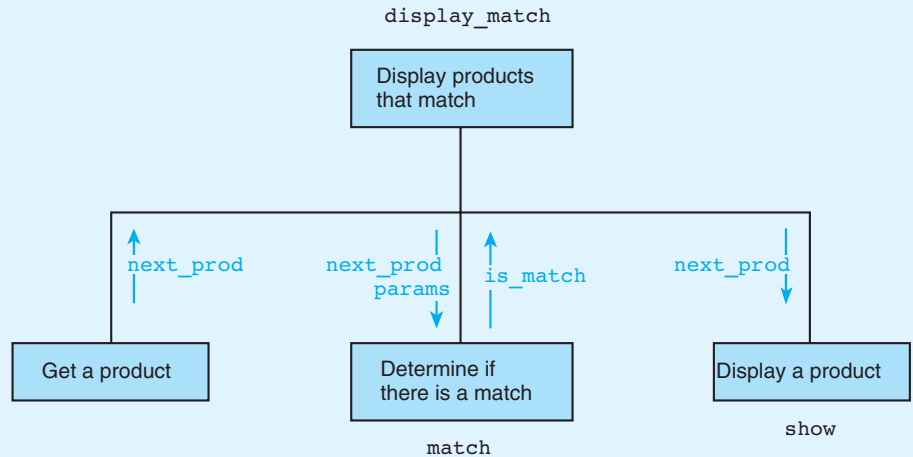 display_match
Display products
that match
next_prod
next_prod
params
is_match
next_prod
Get a product
Determine if
there is a match
Display a product
match
show